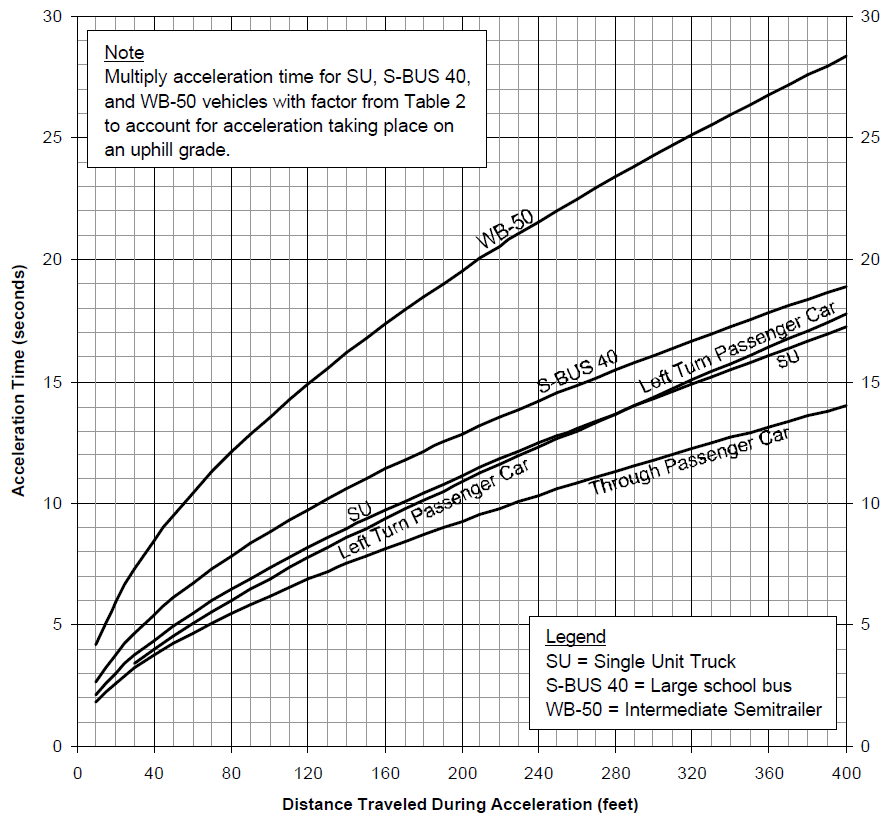 30
30
Note
Multiply acceleration time for SU, S-BUS 40,
and WB-50 vehicles with factor from Table 2
to account for acceleration taking place on
an uphill grade.
25
25
WB-50
20
20
Acceleration Time (seconds)
S-BUS 40
Left Turn Passenger Car
SU
15
15
SU
Left Turn Passenger Car
Through Passenger Car
10
10
Legend
SU = Single Unit Truck
S-BUS 40 = Large school bus
WB-50 = Intermediate Semitrailer
5
5
0
0
0 40 80 120 160 200 240 280 320 360 400
Distance Traveled During Acceleration (feet)